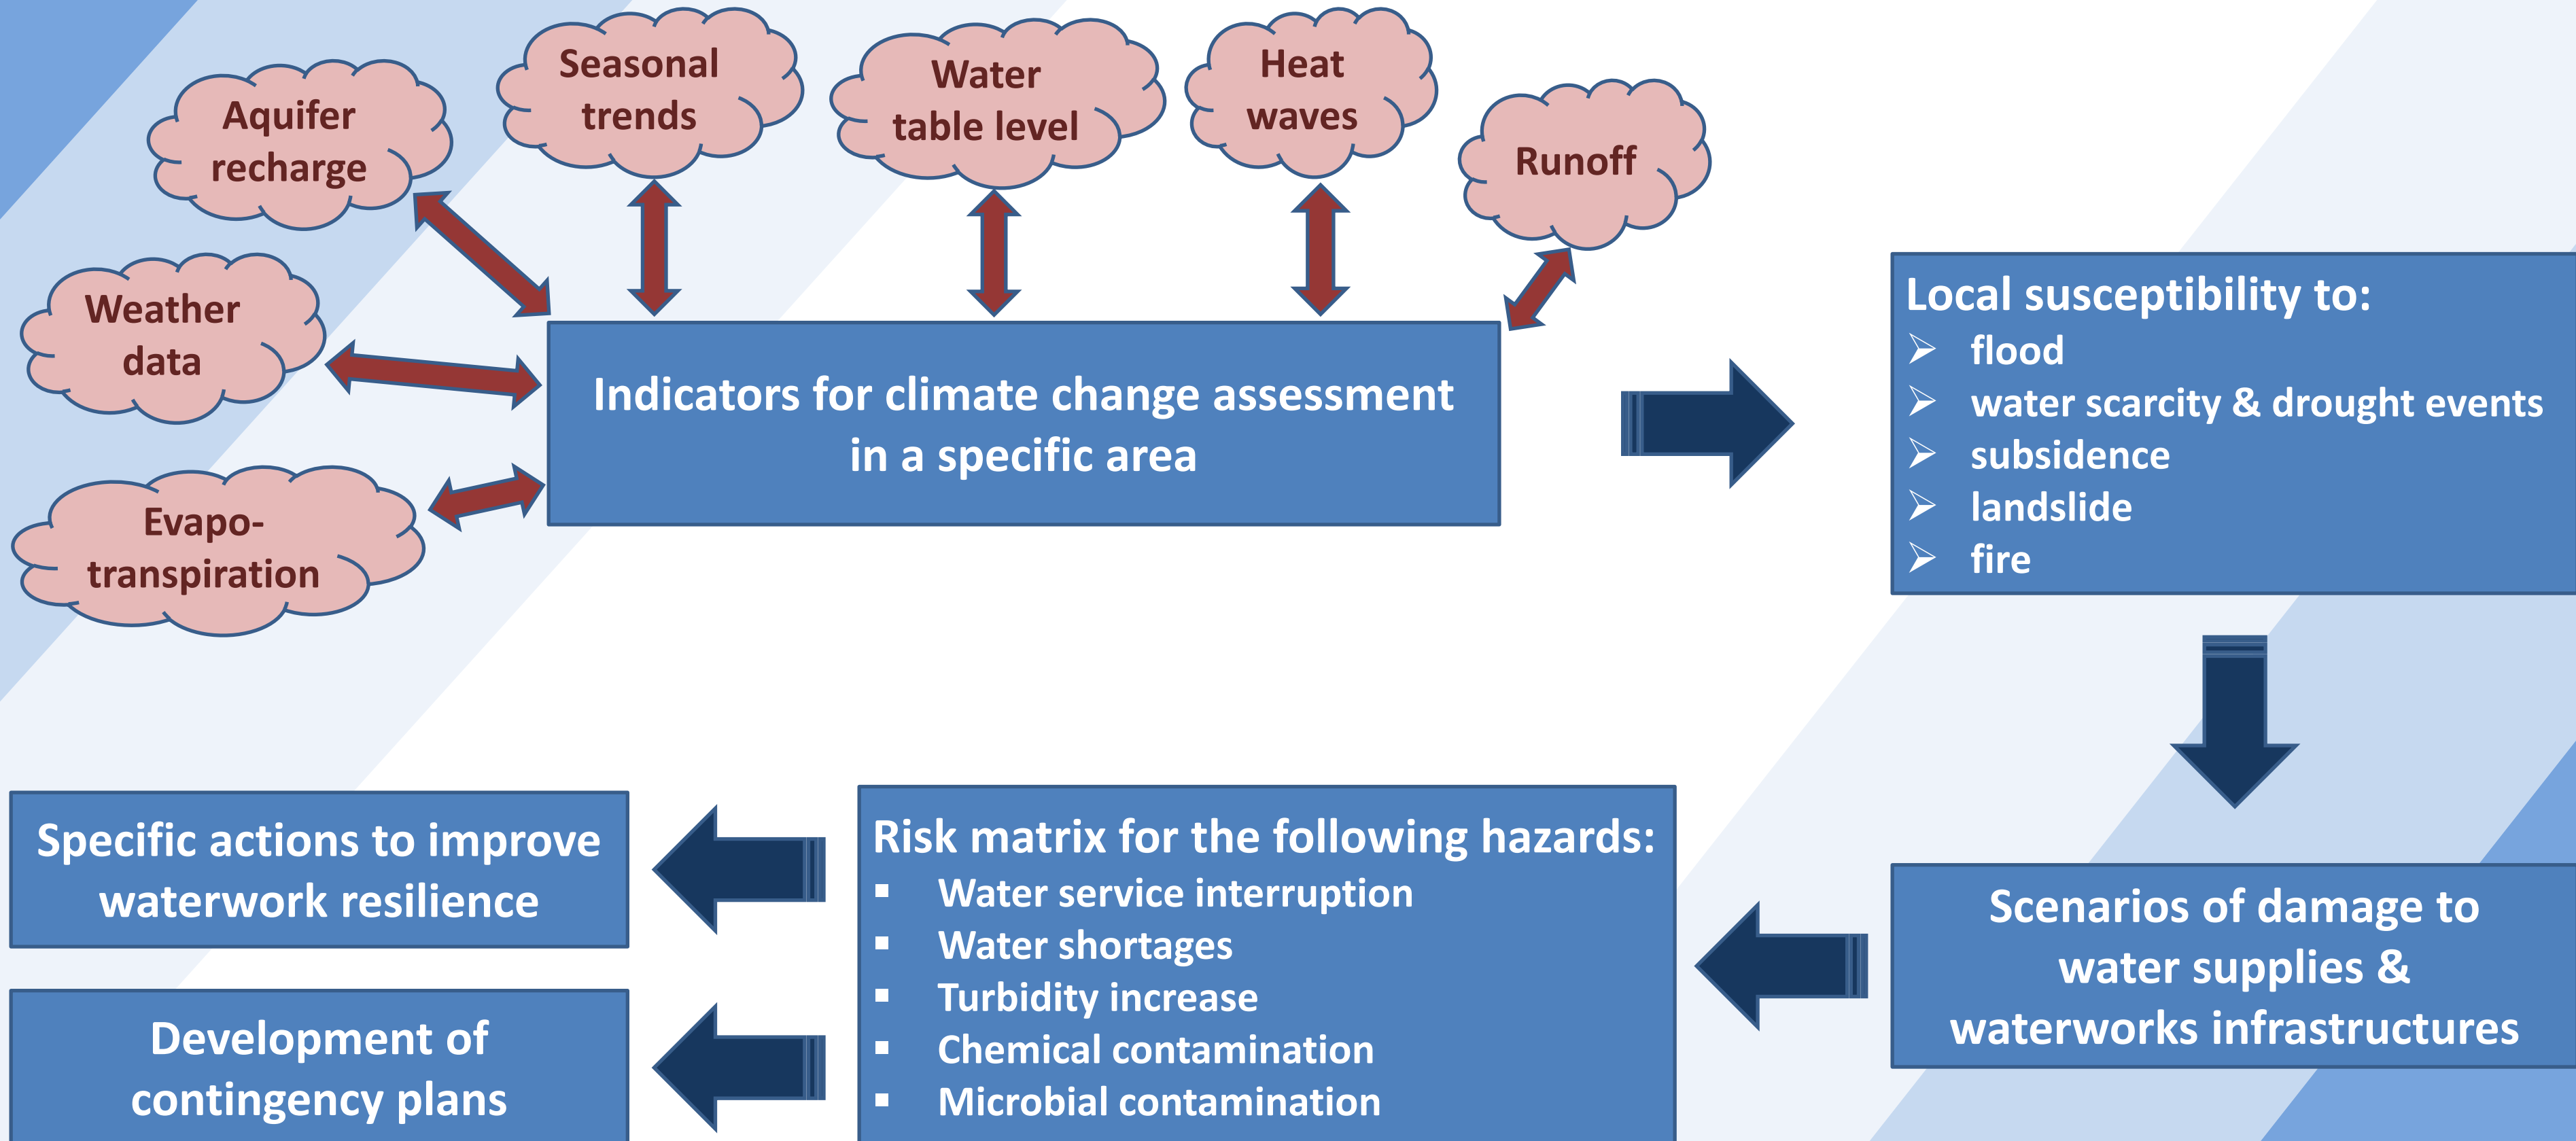 Seasonal
trends
Water
table level
Heat
waves
Aquifer
recharge
Runoff
Weather
data
Evapo-
transpiration
Indicators for climate change assessment
in a specific area
Local susceptibility to:
flood
water scarcity & drought events
subsidence
landslide
fire
Scenarios of damage to
water supplies &
waterworks infrastructures
Risk matrix for the following hazards:
Water service interruption
Water shortages
Turbidity increase
Chemical contamination
Microbial contamination
Specific actions to improve
waterwork resilience
Development of
contingency plans